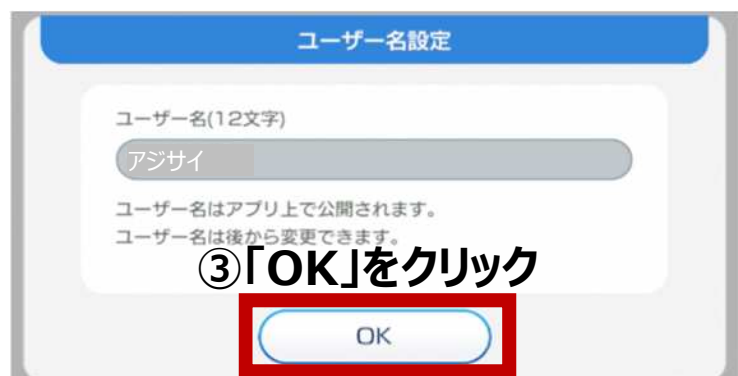 ユーザー名設定
ユーザー名(12文字)
アジサイ
ユーザー名はアプリ上で公開されます。
ユーザー名は後から変更できます。
③「OK」をクリック
OK